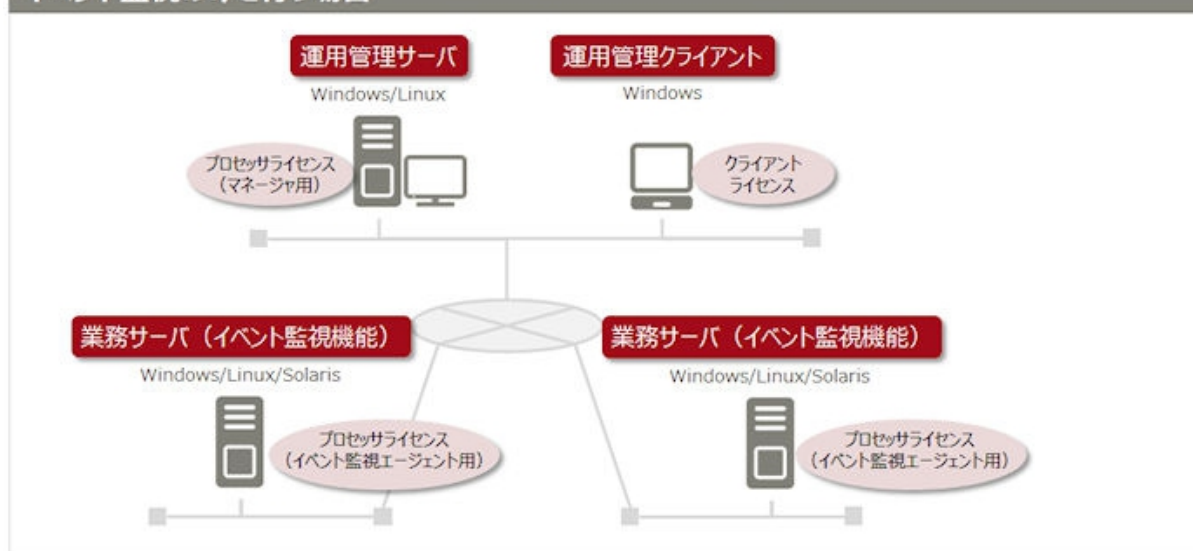 運用管理サーバ
運用管理クライアント
Windows/Linux
Windows
プロセッサライセンス
（マネージャ用）
クライアント
ライセンス
業務サーバ（イベント監視機能）
業務サーバ（イベント監視機能）
Windows/Linux/Solaris
Windows/Linux/Solaris
プロセッサライセンス
（イベント監視エージェント用）
プロセッサライセンス
（イベント監視エージェント用）